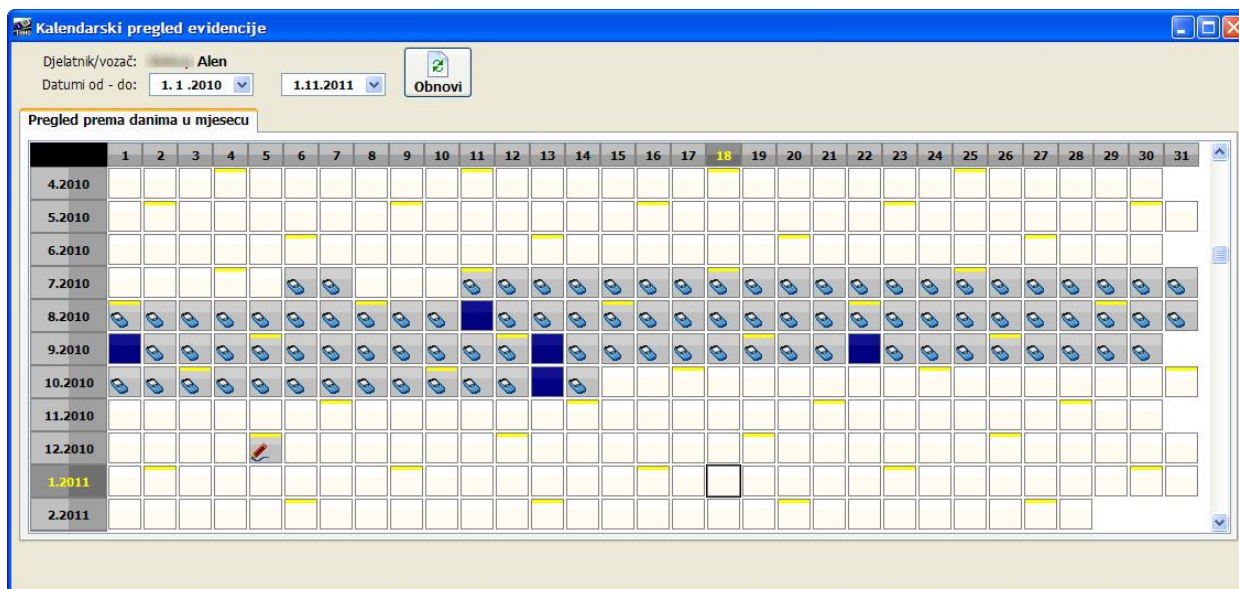 Kalendarski pregled evidencije
Djelatnik/vozač: Alen
Datumi od - do: 1. 1 .2010 1.11.2011 Obnovi
Pregled prema danima u mjesecu
1 2 3 4 5 6 7 8 9 10 11 12 13 14 15 16 17 18 19 20 21 22 23 24 25 26 27 28 29 30 31
4.2010
5.2010
6.2010
7.2010
8.2010
9.2010
10.2010
11.2010
12.2010
1.2011
2.2011